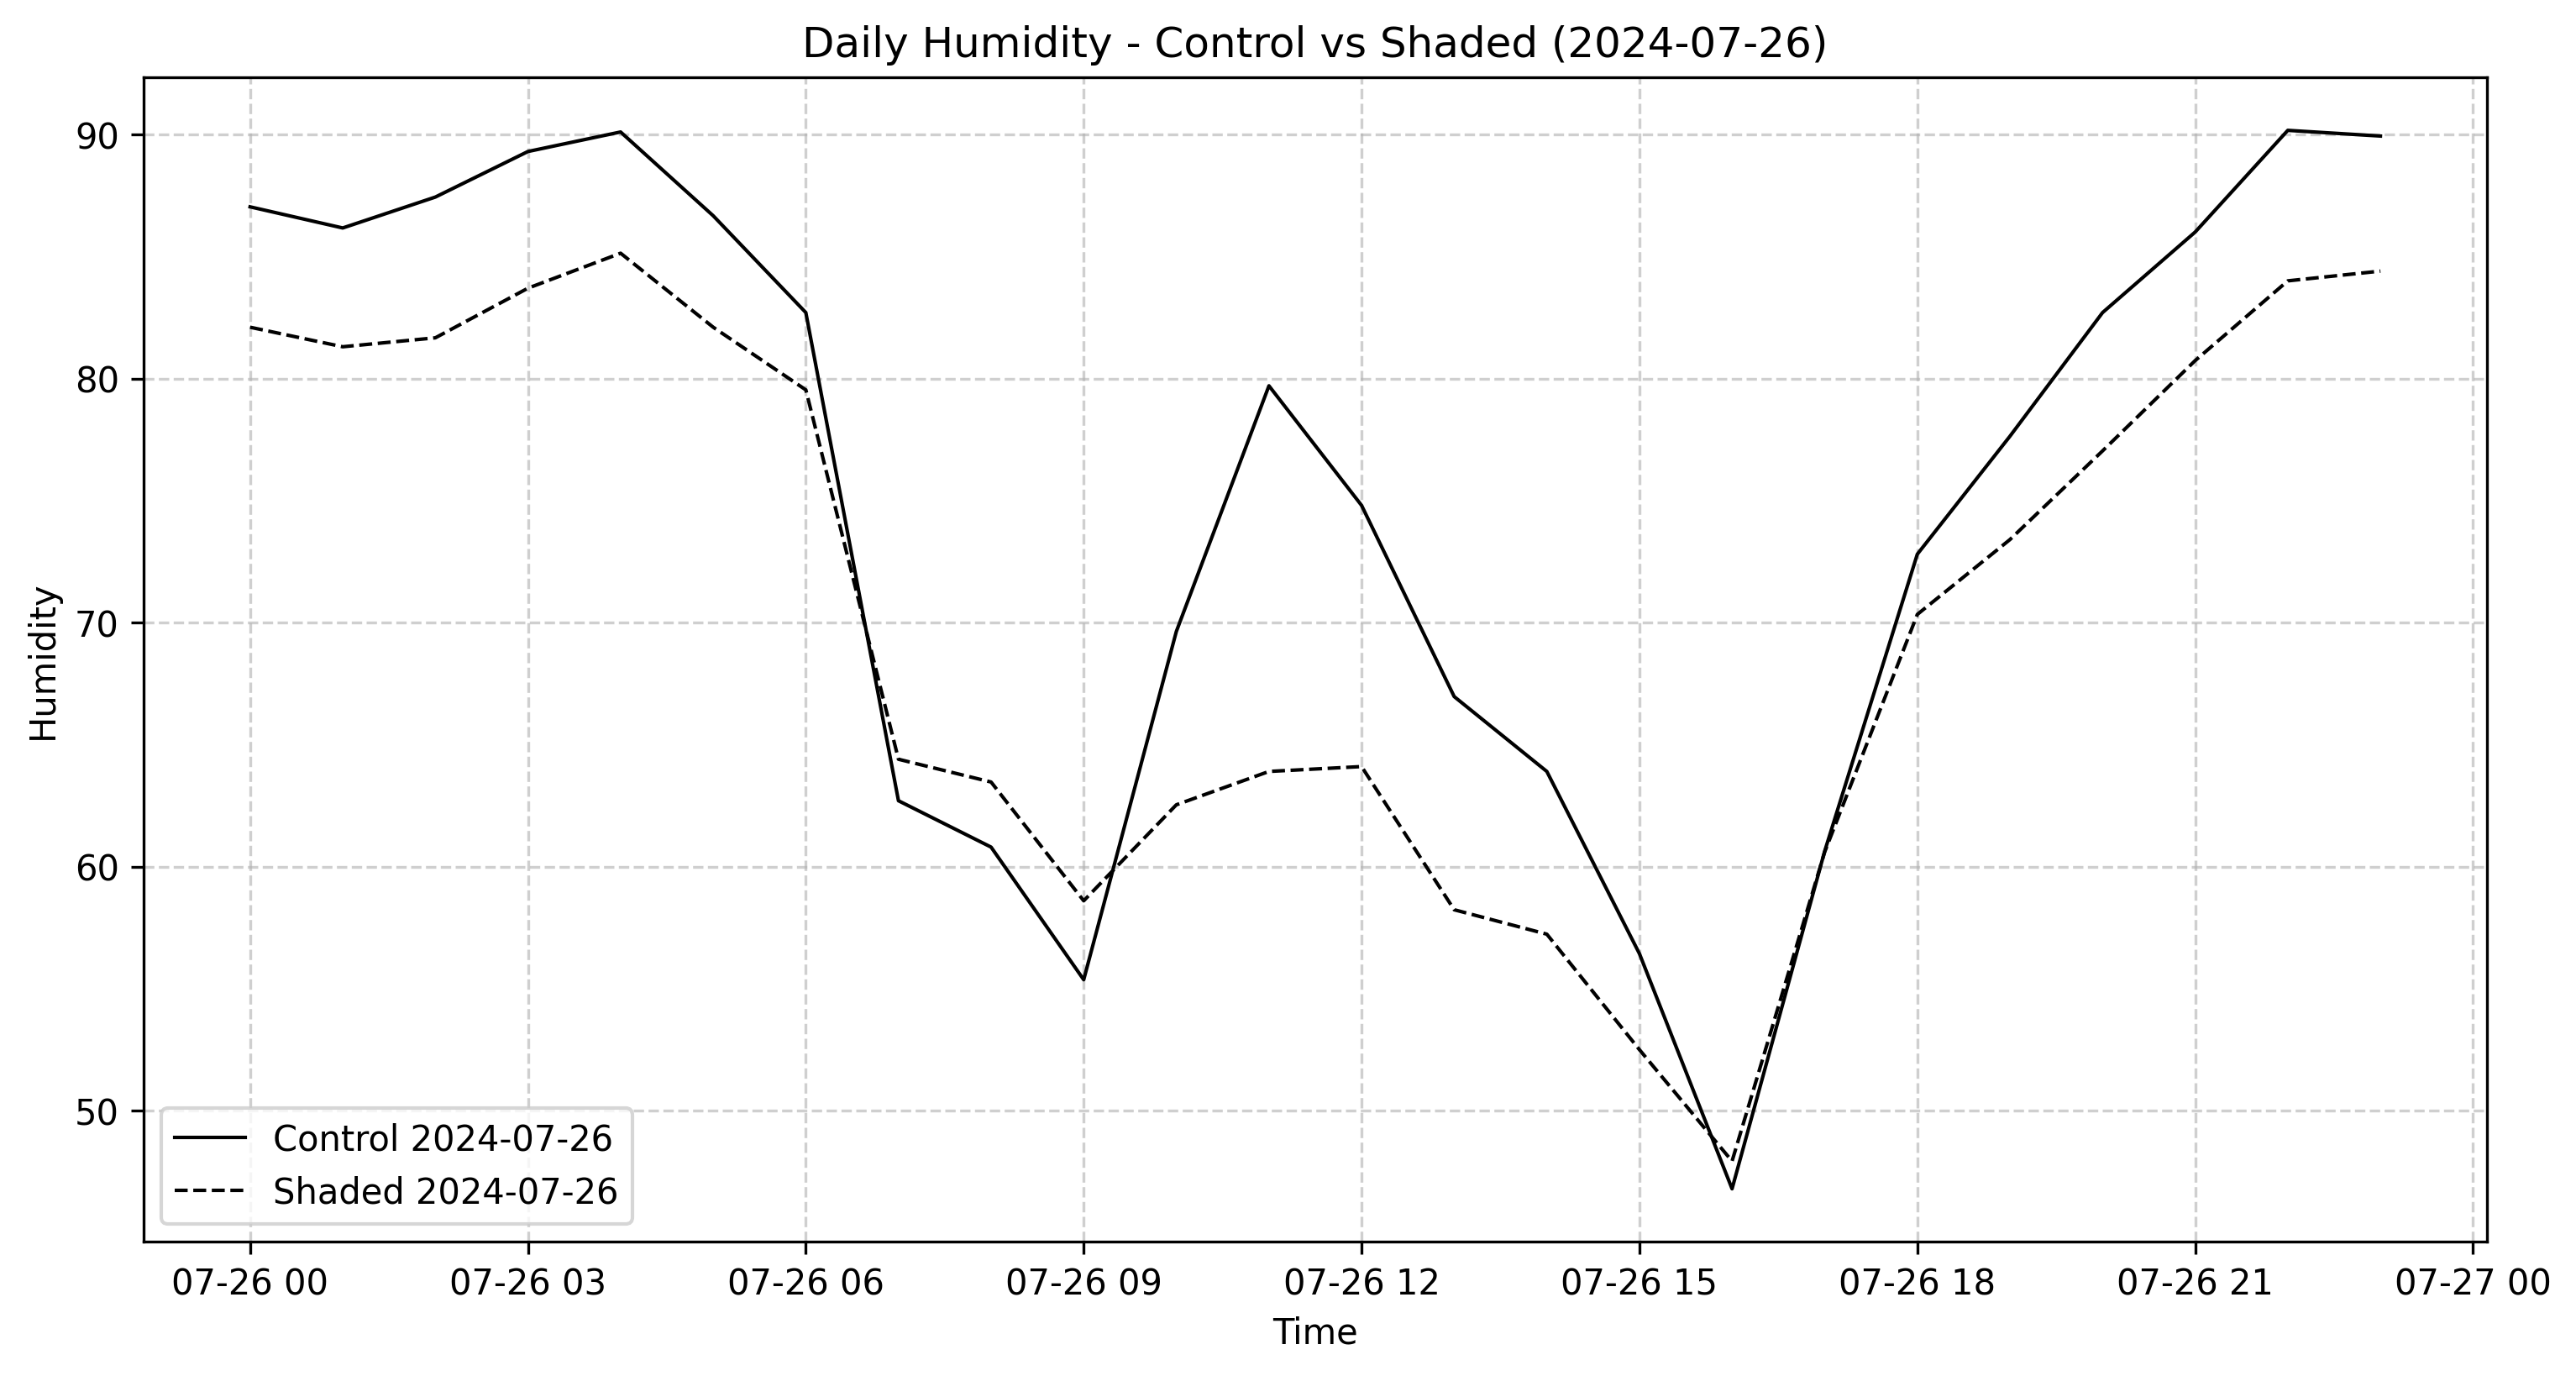 Daily Humidity - Control vs Shaded (2024-07-26)
Humidity
90
80
70
60
50
Control 2024-07-26
Shaded 2024-07-26
07-26 00
07-26 03
07-26 06
07-26 09
07-26 12
07-26 15
07-26 18
07-26 21
07-27 00
Time